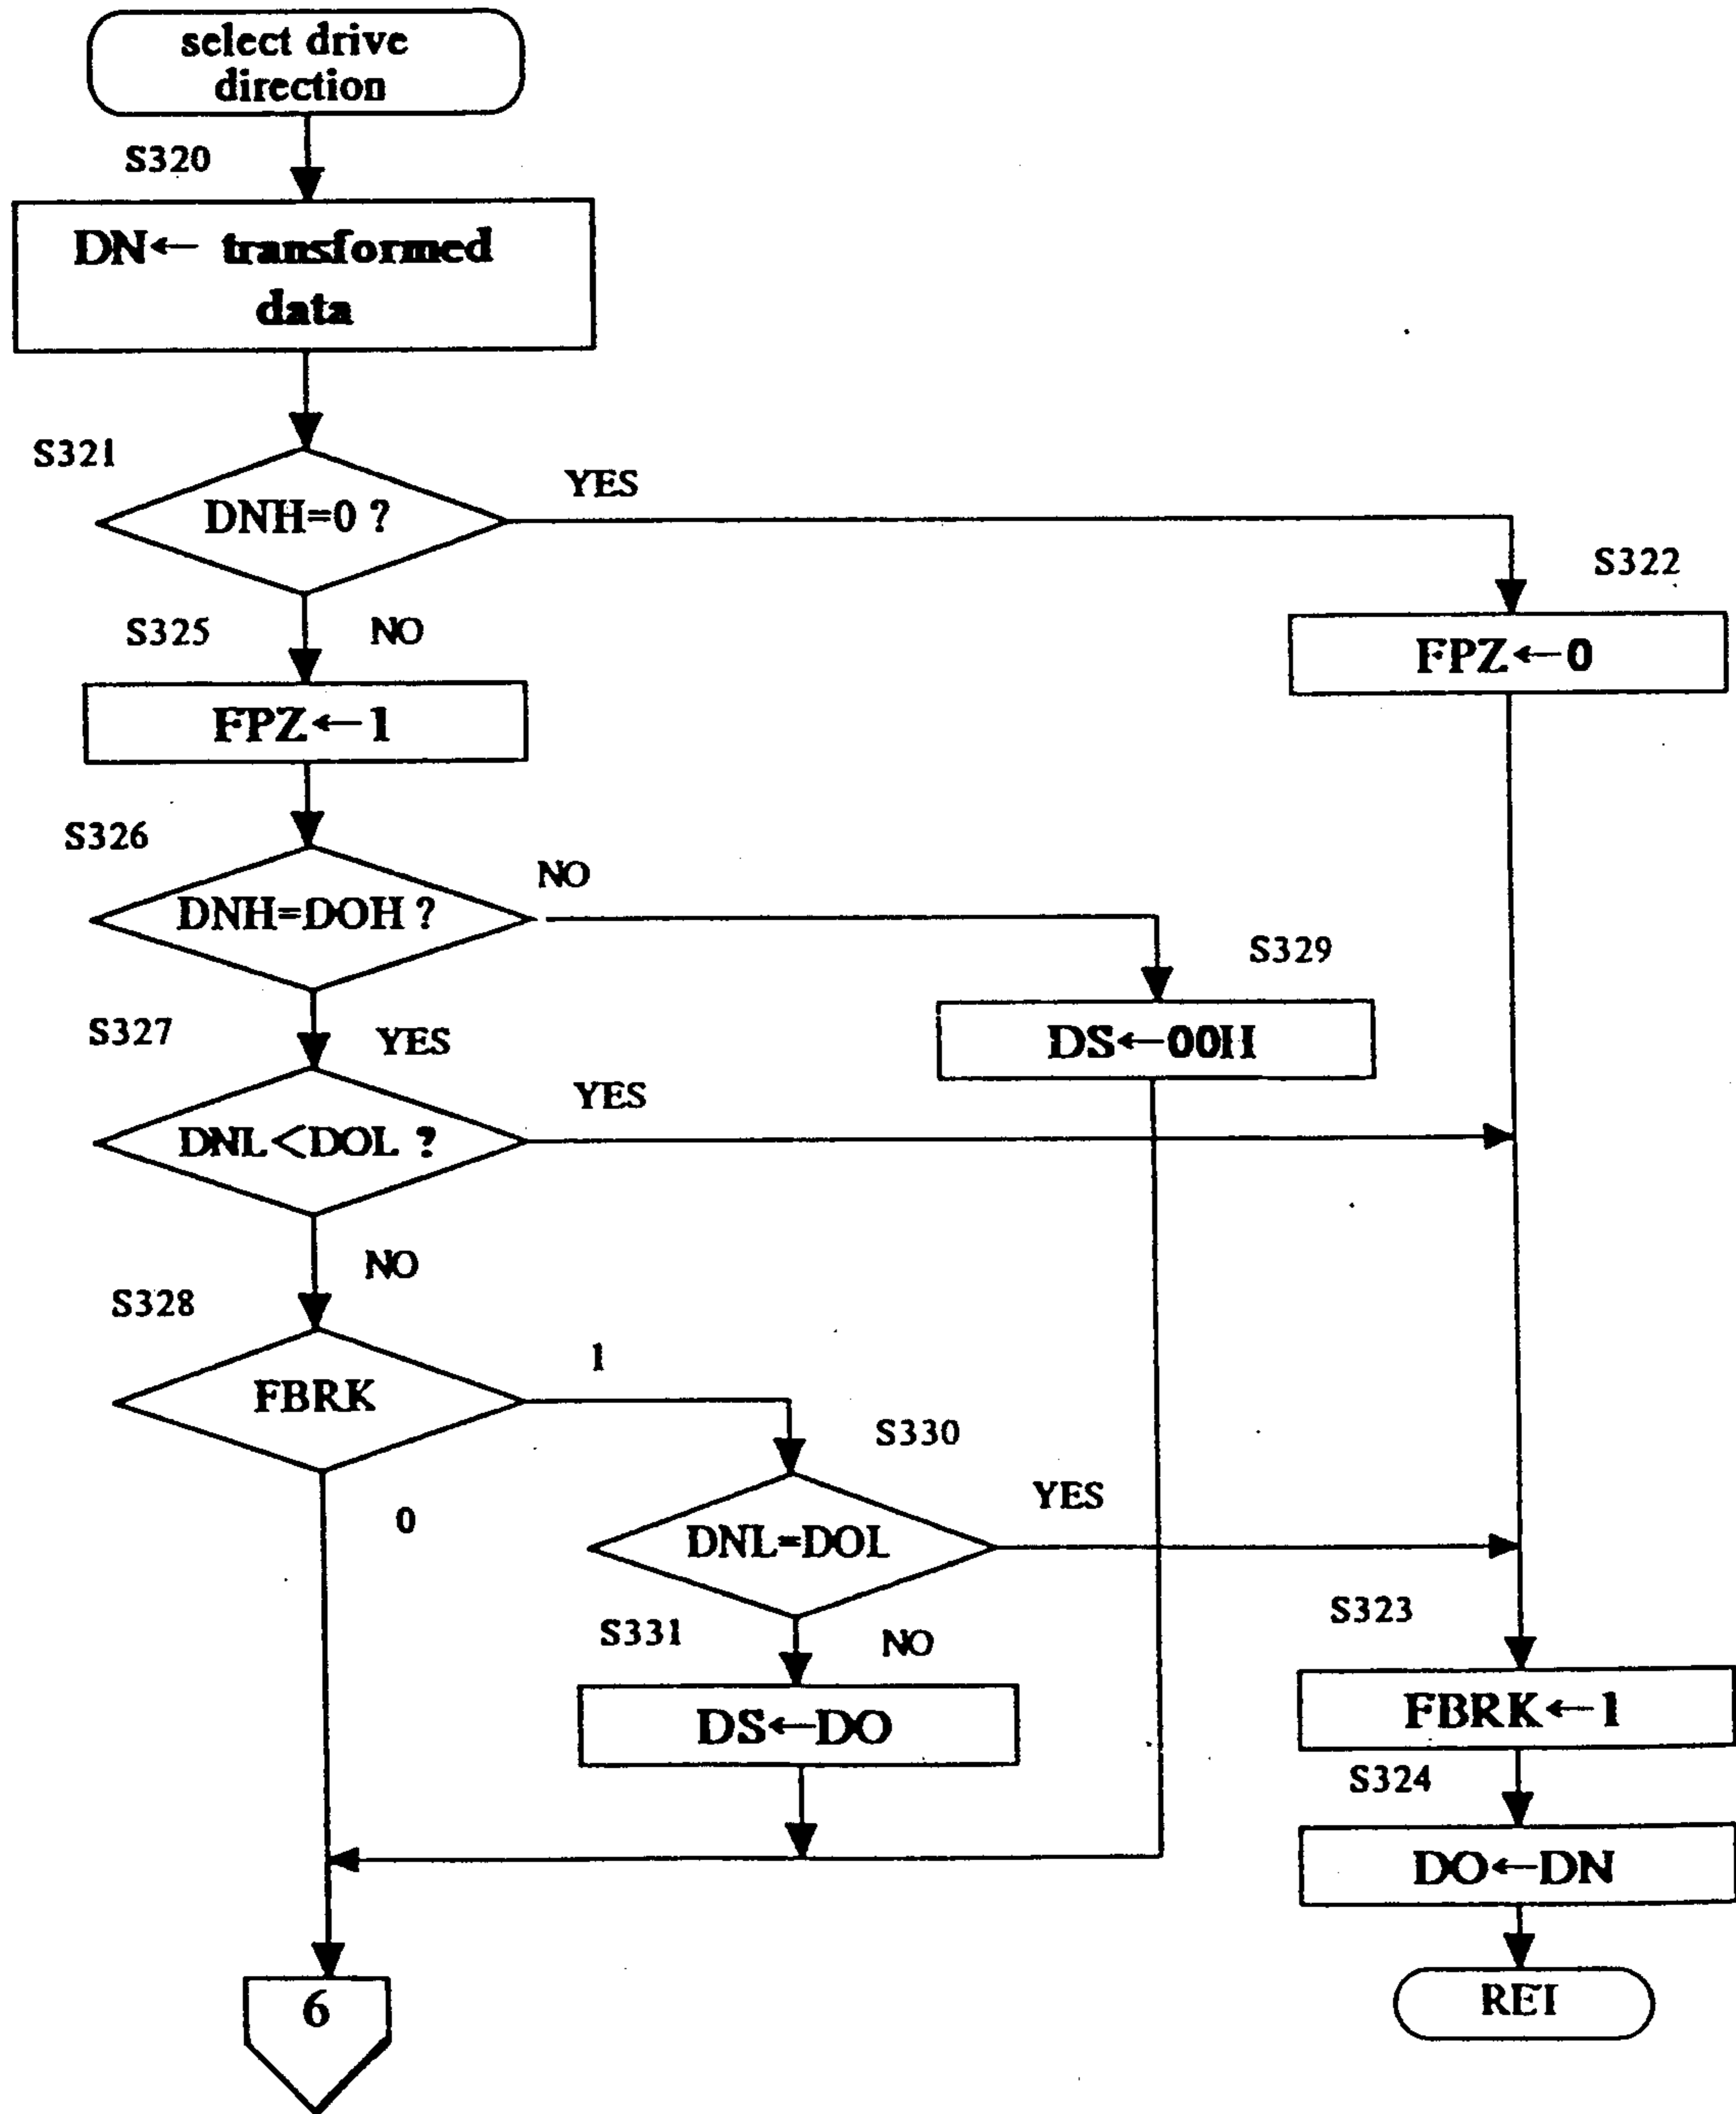 select drive
direction
S320
DN← transformed
data
S321
DNH=0 ?
YES
S322
FPZ←0
S325
NO
FPZ←1
S326
DNH=DOH ?
NO
S329
DS←00H
S327
YES
DNL<DOL ?
YES
NO
S328
FBRK
1
S330
DNL=DOL
YES
0
S331
NO
DS←DO
S323
FBRK←1
S324
DO←DN
6
REI